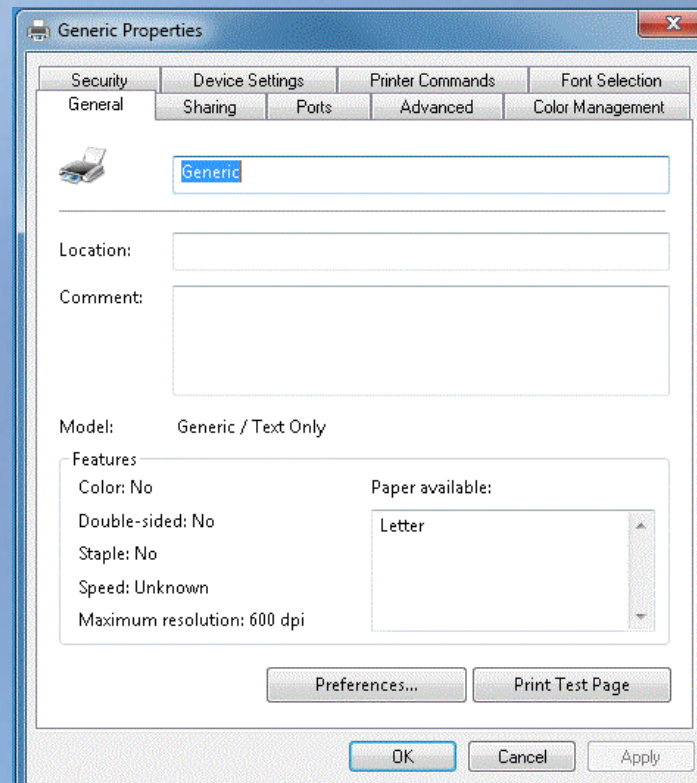 Generic Properties
Security Device Settings Printer Commands Font Selection
General Sharing Ports Advanced Color Management
Generic
Location:
Comment:
Model: Generic / Text Only
Features
Color: No
Paper available:
Double-sided: No
Letter
Staple: No
Speed: Unknown
Maximum resolution: 600 dpi
Preferences... Print Test Page
OK Cancel Apply